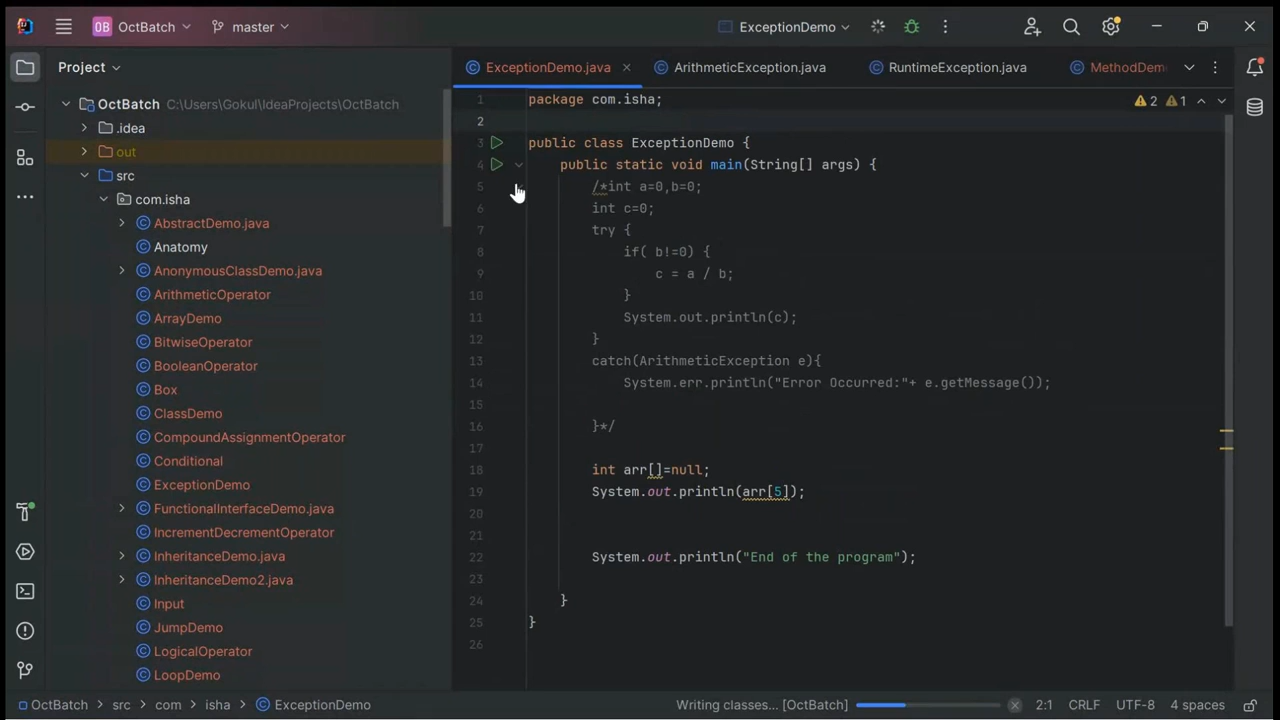 OB OctBatch master ExceptionDemo
Project
ExceptionDemo.java ArithmeticException.java RuntimeException.java MethodDem
OctBatch C:\Users\Gokul\IdeaProjects\OctBatch
.idea
out
src
com.isha
AbstractDemo.java
Anatomy
AnonymousClassDemo.java
ArithmeticOperator
ArrayDemo
BitwiseOperator
BooleanOperator
Box
ClassDemo
CompoundAssignmentOperator
Conditional
ExceptionDemo
FunctionalInterfaceDemo.java
IncrementDecrementOperator
InheritanceDemo.java
InheritanceDemo2.java
Input
JumpDemo
LogicalOperator
LoopDemo
2 1
1 package com.isha;
2
3 public class ExceptionDemo {
4 public static void main(String[] args) {
5 /*int a=0,b=0;
6 int c=0;
7 try {
8 if( b!=0) {
9 c = a / b;
10 }
11 System.out.println(c);
12 }
13 catch(ArithmeticException e){
14 System.err.println("Error Occurred:"+ e.getMessage());
15
16 }*/
17
18 int arr[]=null;
19 System.out.println(arr[5]);
20
21
22 System.out.println("End of the program");
23
24 }
25 }
26
OctBatch src com isha ExceptionDemo Writing classes... [OctBatch] 2:1 CRLF UTF-8 4 spaces